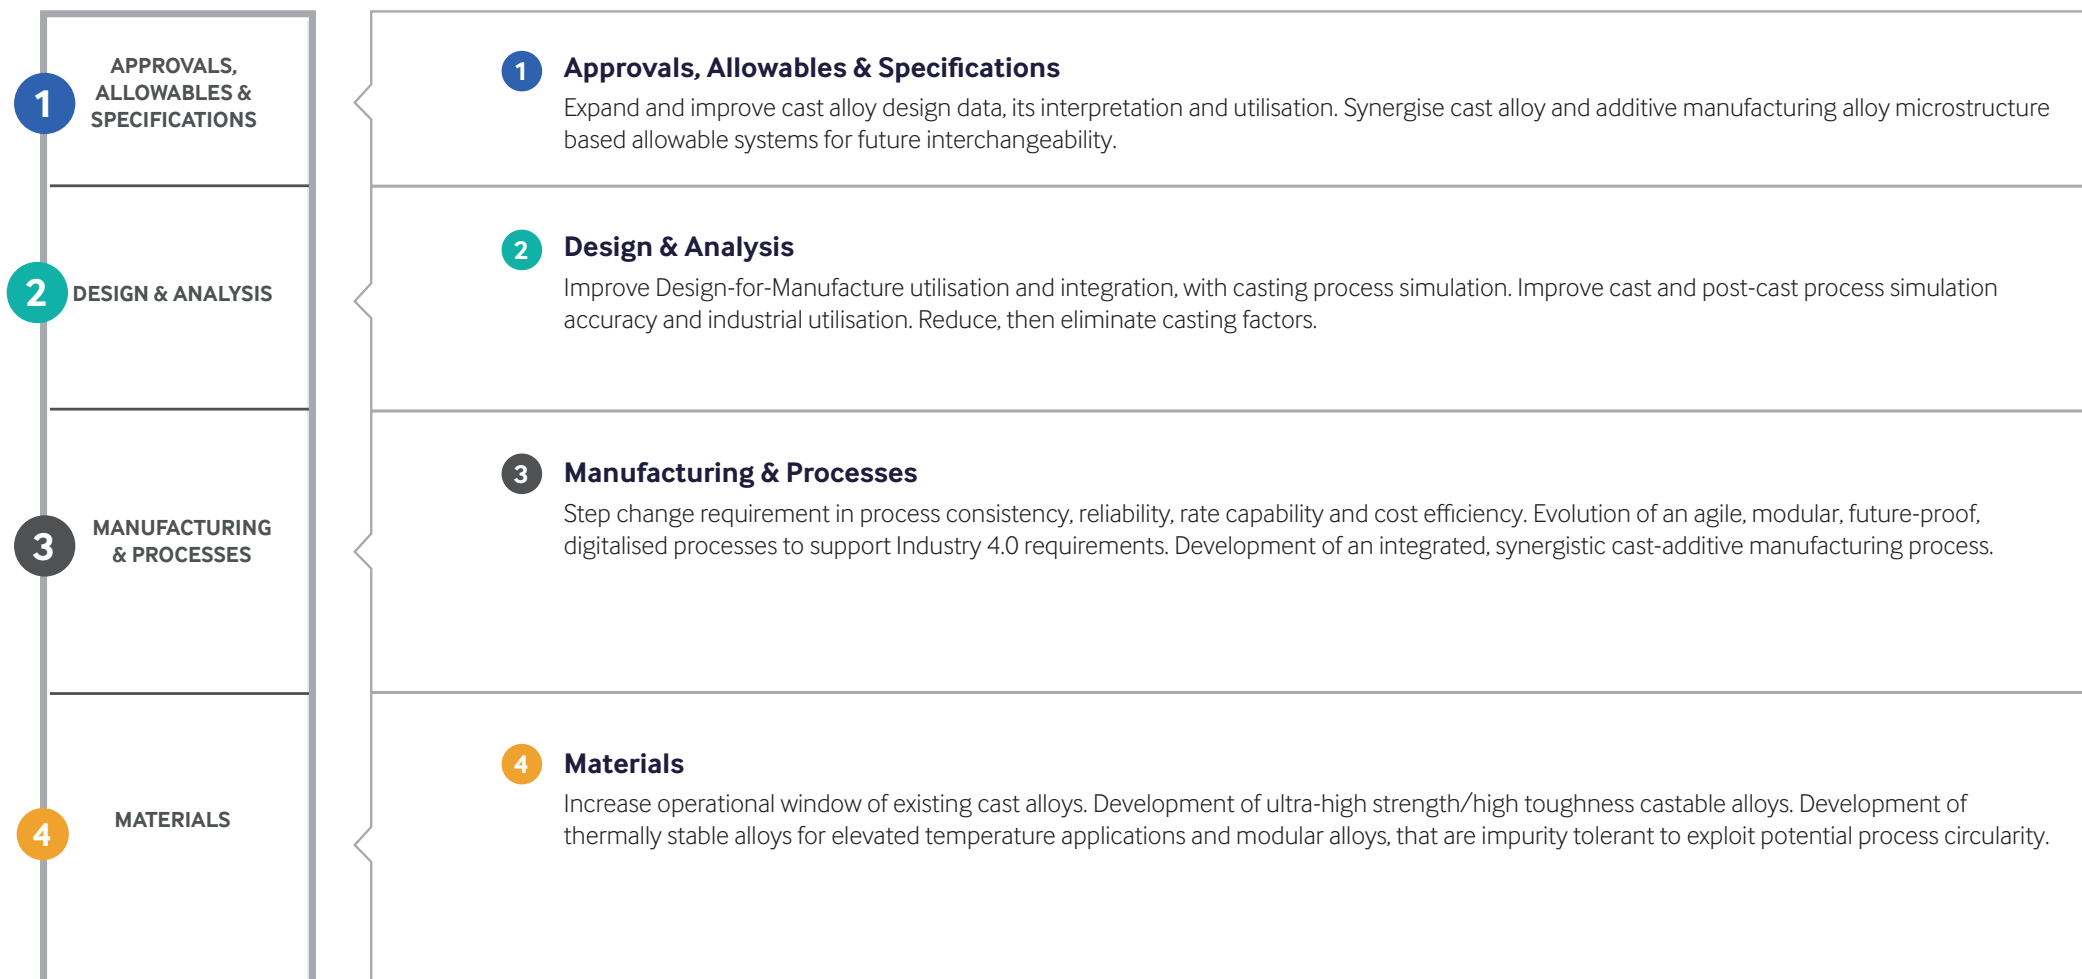 APPROVALS,
ALLOWABLES &
SPECIFICATIONS
1
1
Approvals, Allowables & Specifications
Expand and improve cast alloy design data, its interpretation and utilisation. Synergise cast alloy and additive manufacturing alloy microstructure
based allowable systems for future interchangeability.
2
DESIGN & ANALYSIS
2
Design & Analysis
Improve Design-for-Manufacture utilisation and integration, with casting process simulation. Improve cast and post-cast process simulation
accuracy and industrial utilisation. Reduce, then eliminate casting factors.
3
MANUFACTURING
& PROCESSES
3
Manufacturing & Processes
Step change requirement in process consistency, reliability, rate capability and cost efficiency. Evolution of an agile, modular, future-proof,
digitalised processes to support Industry 4.0 requirements. Development of an integrated, synergistic cast-additive manufacturing process.
4
MATERIALS
4
Materials
Increase operational window of existing cast alloys. Development of ultra-high strength/high toughness castable alloys. Development of
thermally stable alloys for elevated temperature applications and modular alloys, that are impurity tolerant to exploit potential process circularity.